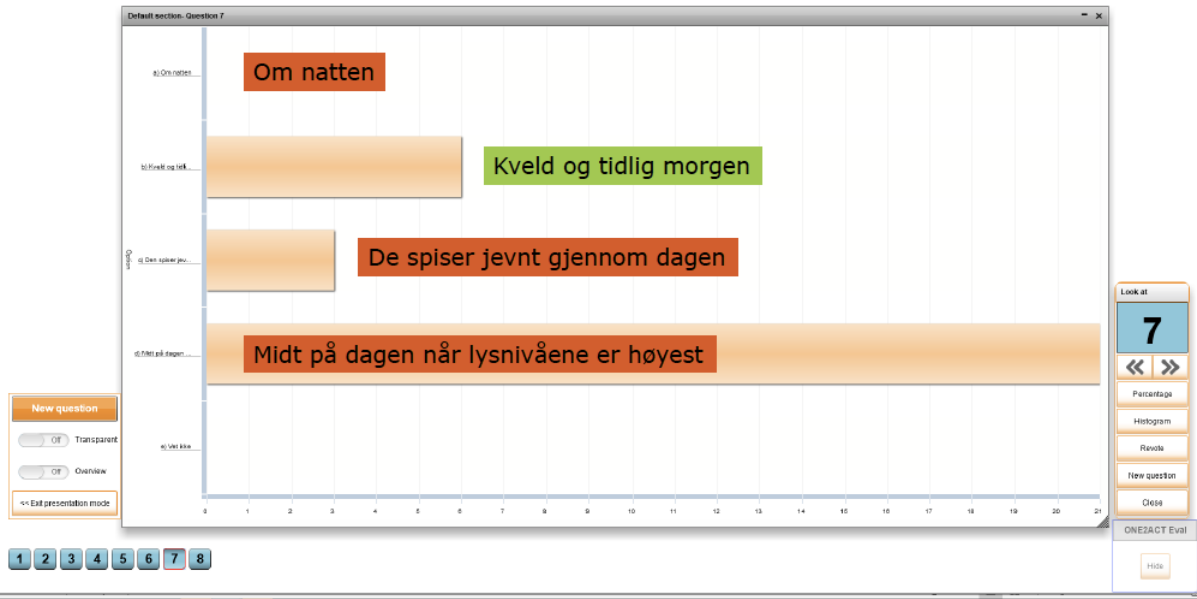 Default section- Question 7
a) Om natten
Om natten
b) Kveld og tidli...
Kveld og tidlig morgen
Option
c) Den spiser jev...
De spiser jevnt gjennom dagen
d) Midt på dagen ...
Midt på dagen når lysnivåene er høyest
e) Vet ikke
0 1 2 3 4 5 6 7 8 9 10 11 12 13 14 15 16 17 18 19 20 21
New question
Off Transparent
Off Overview
<< Exit presentation mode
1 2 3 4 5 6 7 8
Look at
7
Percentage
Histogram
Revote
New question
Close
ONE2ACT Eval
Hide